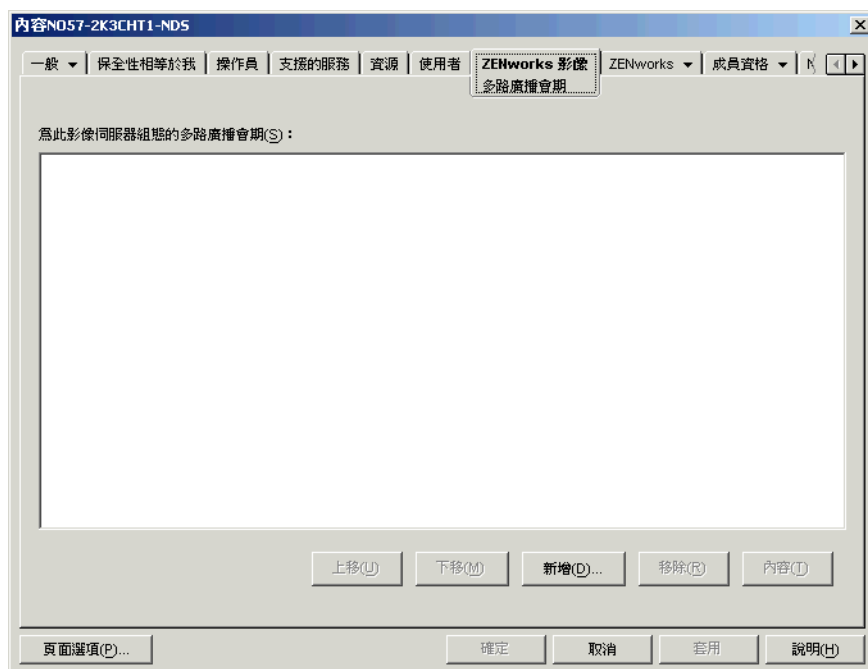 內容NO57-2K3CHT1-NDS
一般 保全性相等於我 操作員 支援的服務 資源 使用者 ZENworks 影像 ZENworks 成員資格
多路廣播會期
為此影像伺服器組態的多路廣播會期(S)：
上移(U) 下移(M) 新增(D)... 移除(R) 內容(T)
頁面選項(P)... 確定 取消 套用 說明(H)